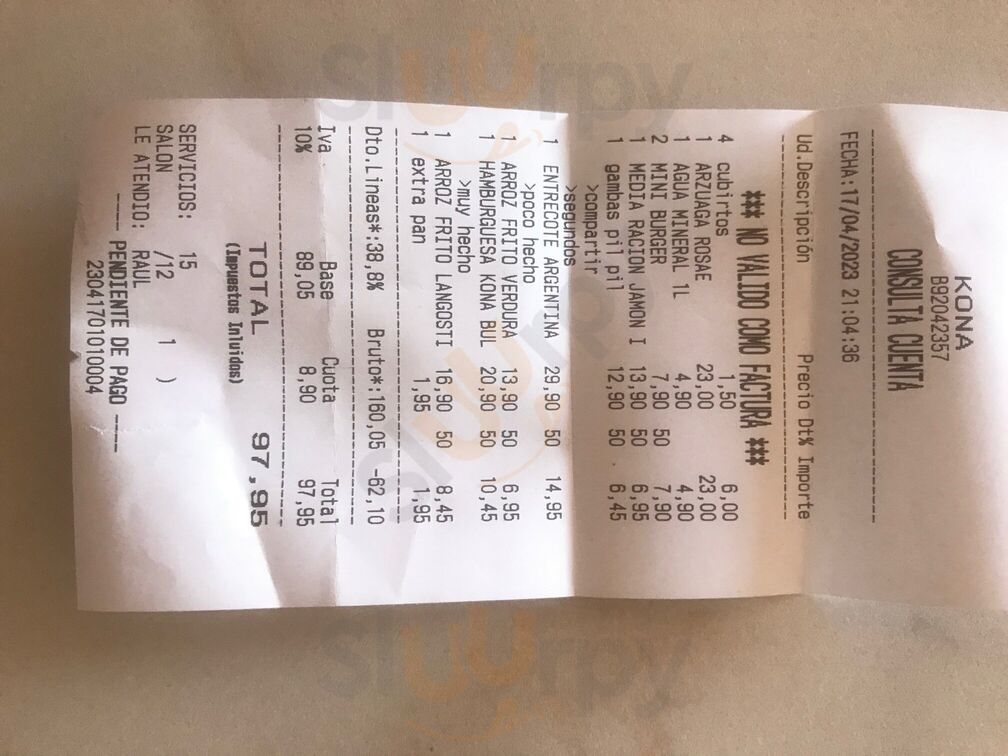 KONA
B92042357
CONSULTA CUENTA
FECHA:17/04/2023 21:04:36
Ud.Descripción Precio Dt% Importe
*** NO VALIDO COMO FACTURA ***
4 cubirtos 1,50 6,00
1 ARZUAGA ROSAE 23,00 23,00
1 AGUA MINERAL 1L 4,90 4,90
2 MINI BURGER 7,90 50 7,90
1 MEDIA RACION JAMON I 13,90 50 6,95
1 gambas pil pil 12,90 50 6,45
>compartir
>segundos
1 ENTRECOTE ARGENTINA 29,90 50 14,95
>poco hecho
1 ARROZ FRITO VERDURA 13,90 50 6,95
1 HAMBURGUESA KONA BUL 20,90 50 10,45
>muy hecho
1 ARROZ FRITO LANGOSTI 16,90 50 8,45
1 extra pan 1,95 1,95
Dto.Lineas*:38,8% Bruto*:160,05 -62,10
Iva Base Cuota Total
10% 89,05 8,90 97,95
TOTAL 97,95
(Impuestos Inluidos)
SERVICIOS: 15
SALON /12 1 )
LE ATENDIO: RAUL
---- PENDIENTE DE PAGO ----
23041701010004
sluurpy
sluurpy
sluurpy